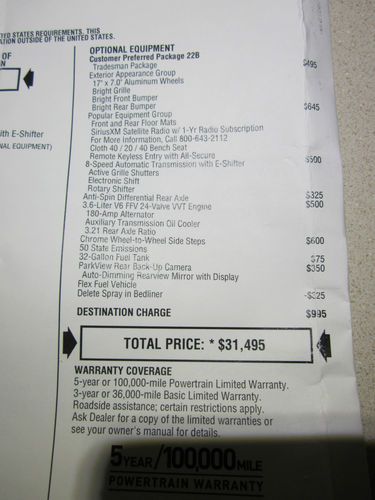 UNITED STATES REQUIREMENTS, THIS
ATION OUTSIDE OF THE UNITED STATES.
OF
N
OPTIONAL EQUIPMENT
Customer Preferred Package 22B
Tradesman Package $495
Exterior Appearance Group
17" x 7.0" Aluminum Wheels
Bright Grille
Bright Front Bumper
Bright Rear Bumper $645
Popular Equipment Group
Front and Rear Floor Mats
SiriusXM Satellite Radio w/ 1-Yr Radio Subscription
For More Information, Call 800-643-2112
ith E-Shifter
Cloth 40 / 20 / 40 Bench Seat
NAL EQUIPMENT)
Remote Keyless Entry with All-Secure
8-Speed Automatic Transmission with E-Shifter $500
Active Grille Shutters
Electronic Shift
Rotary Shifter
Anti-Spin Differential Rear Axle $325
3.6-Liter V6 FFV 24-Valve VVT Engine $500
180-Amp Alternator
Auxiliary Transmission Oil Cooler
3.21 Rear Axle Ratio
Chrome Wheel-to-Wheel Side Steps $600
50 State Emissions
32-Gallon Fuel Tank $75
ParkView Rear Back-Up Camera $350
Auto-Dimming Rearview Mirror with Display
Flex Fuel Vehicle
Delete Spray in Bedliner -$325
DESTINATION CHARGE $995
TOTAL PRICE: * $31,495
WARRANTY COVERAGE
5-year or 100,000-mile Powertrain Limited Warranty.
3-year or 36,000-mile Basic Limited Warranty.
Roadside assistance; certain restrictions apply.
Ask Dealer for a copy of the limited warranties or
see your owner's manual for details.
5 YEAR/100,000 MILE
POWERTRAIN WARRANTY